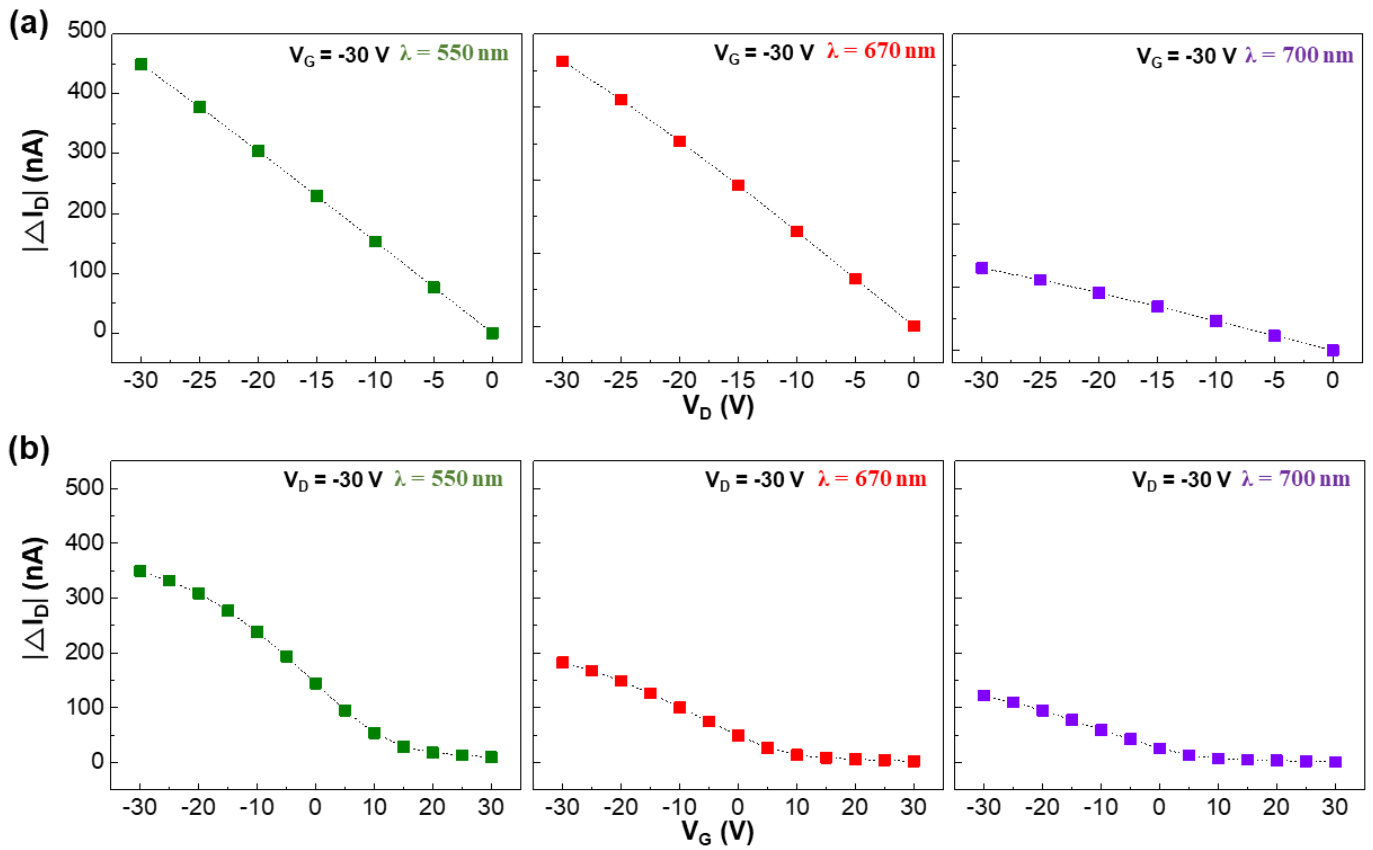 (a)
500
400
300
200
100
0
|△I_D| (nA)
V_G = -30 V λ = 550 nm
V_G = -30 V λ = 670 nm
V_G = -30 V λ = 700 nm
-30 -25 -20 -15 -10 -5 0
-30 -25 -20 -15 -10 -5 0
-30 -25 -20 -15 -10 -5 0
V_D (V)
(b)
500
400
300
200
100
0
|△I_D| (nA)
V_D = -30 V λ = 550 nm
V_D = -30 V λ = 670 nm
V_D = -30 V λ = 700 nm
-30 -20 -10 0 10 20 30
-30 -20 -10 0 10 20 30
-30 -20 -10 0 10 20 30
V_G (V)